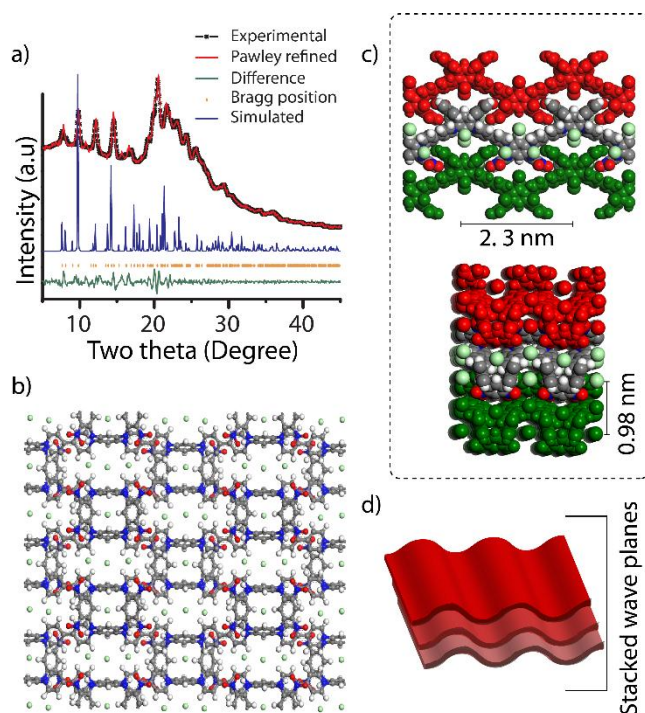 a)
Experimental
Pawley refined
Difference
Bragg position
Simulated
Intensity (a.u)
10
20
30
40
Two theta (Degree)
b)
c)
2. 3 nm
0.98 nm
d)
Stacked wave planes